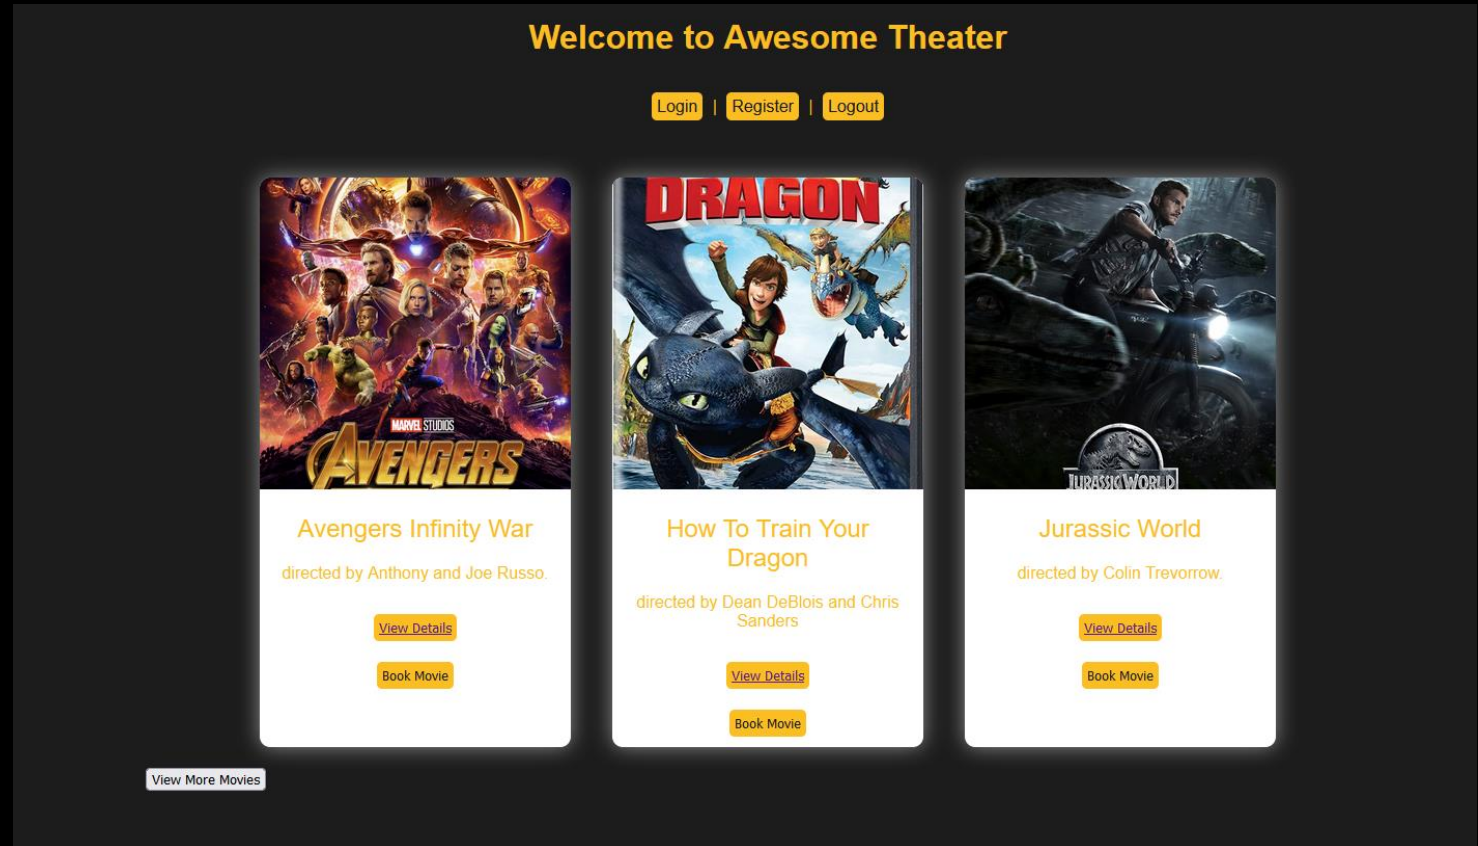 Welcome to Awesome Theater
Login | Register | Logout
MARVEL STUDIOS
AVENGERS
Avengers Infinity War
directed by Anthony and Joe Russo.
View Details
Book Movie
DRAGON
How To Train Your
Dragon
directed by Dean DeBlois and Chris
Sanders
View Details
Book Movie
JURASSIC WORLD
Jurassic World
directed by Colin Trevorrow.
View Details
Book Movie
View More Movies